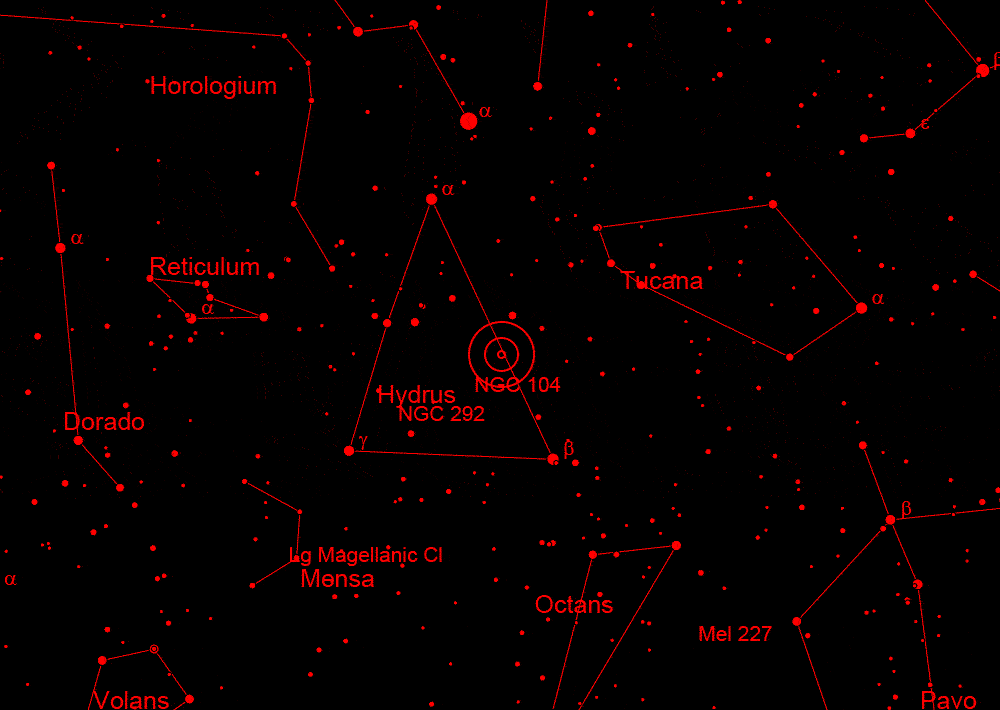 β
Horologium
α
ε
α
α
Reticulum
Tucana
α
α
NGC 104
Hydrus
NGC 292
Dorado
γ
β
β
Lg Magellanic Cl
α
Mensa
Octans
Mel 227
Volans
Pavo